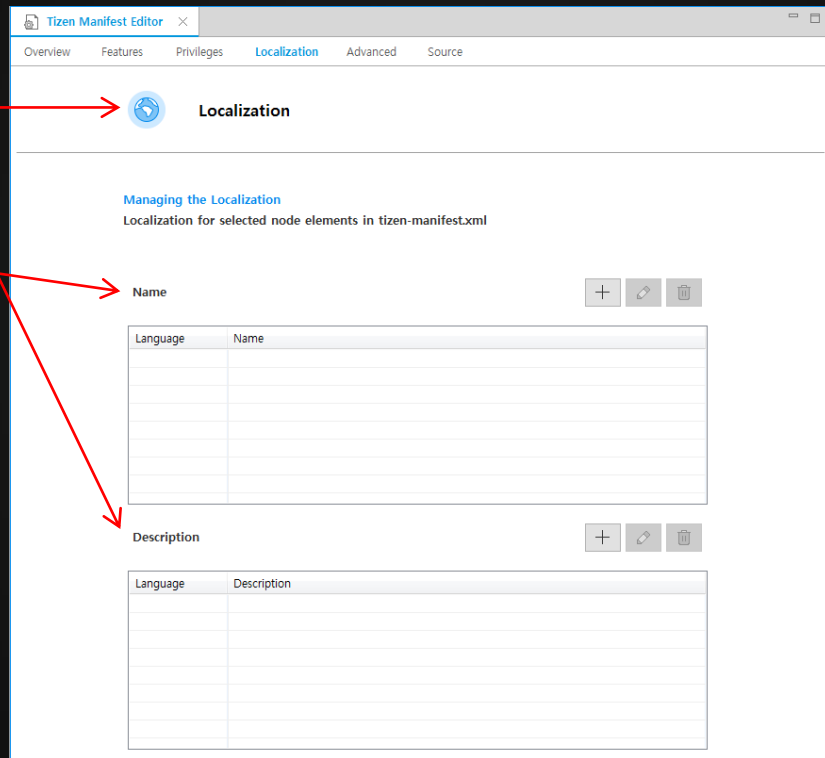 Tizen Manifest Editor
Overview Features Privileges Localization Advanced Source
Localization
Managing the Localization
Localization for selected node elements in tizen-manifest.xml
Name
Language Name
Description
Language Description